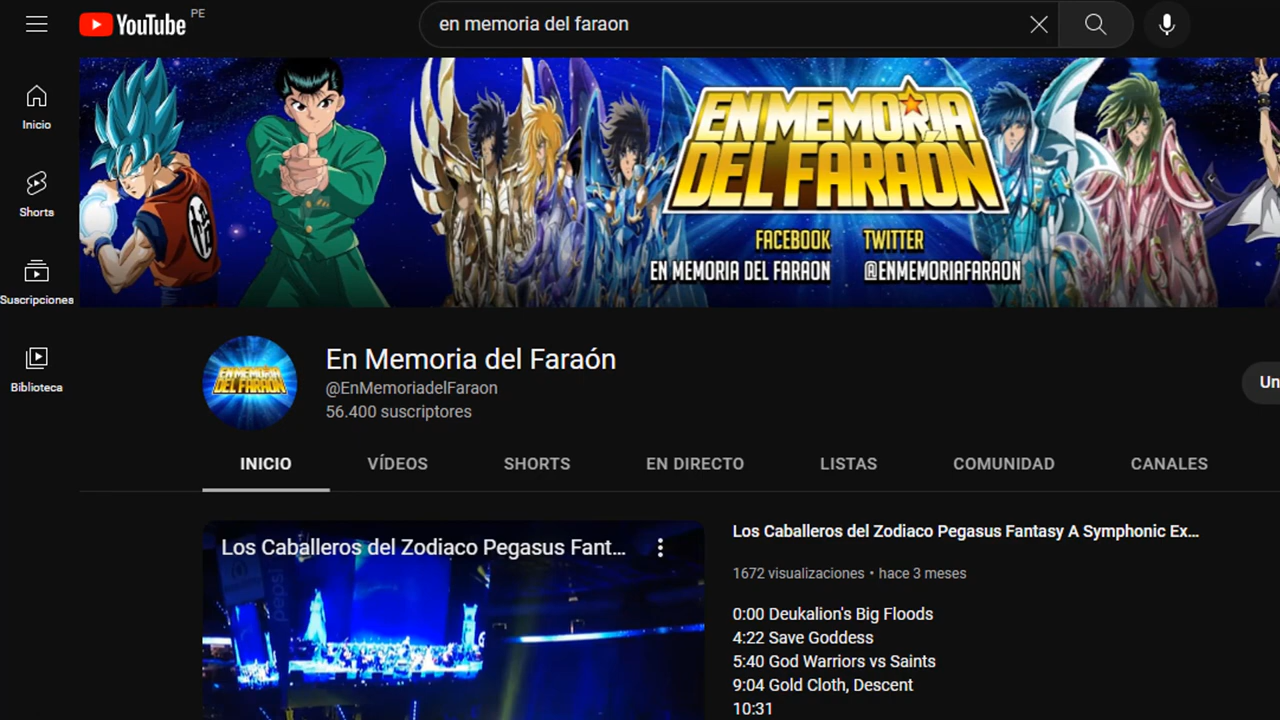 YouTube PE
en memoria del faraon
Inicio
Shorts
Suscripciones
Biblioteca
EN MEMORIA
DEL FARAÓN
FACEBOOK TWITTER
EN MEMORIA DEL FARAON @ENMEMORIAFARAON
EN MEMORIA
DEL FARAÓN
En Memoria del Faraón
@EnMemoriadelFaraon
56.400 suscriptores
Un
INICIO VÍDEOS SHORTS EN DIRECTO LISTAS COMUNIDAD CANALES
Los Caballeros del Zodiaco Pegasus Fant...
pepsi
Los Caballeros del Zodiaco Pegasus Fantasy A Symphonic Ex...
1672 visualizaciones • hace 3 meses
0:00 Deukalion's Big Floods
4:22 Save Goddess
5:40 God Warriors vs Saints
9:04 Gold Cloth, Descent
10:31